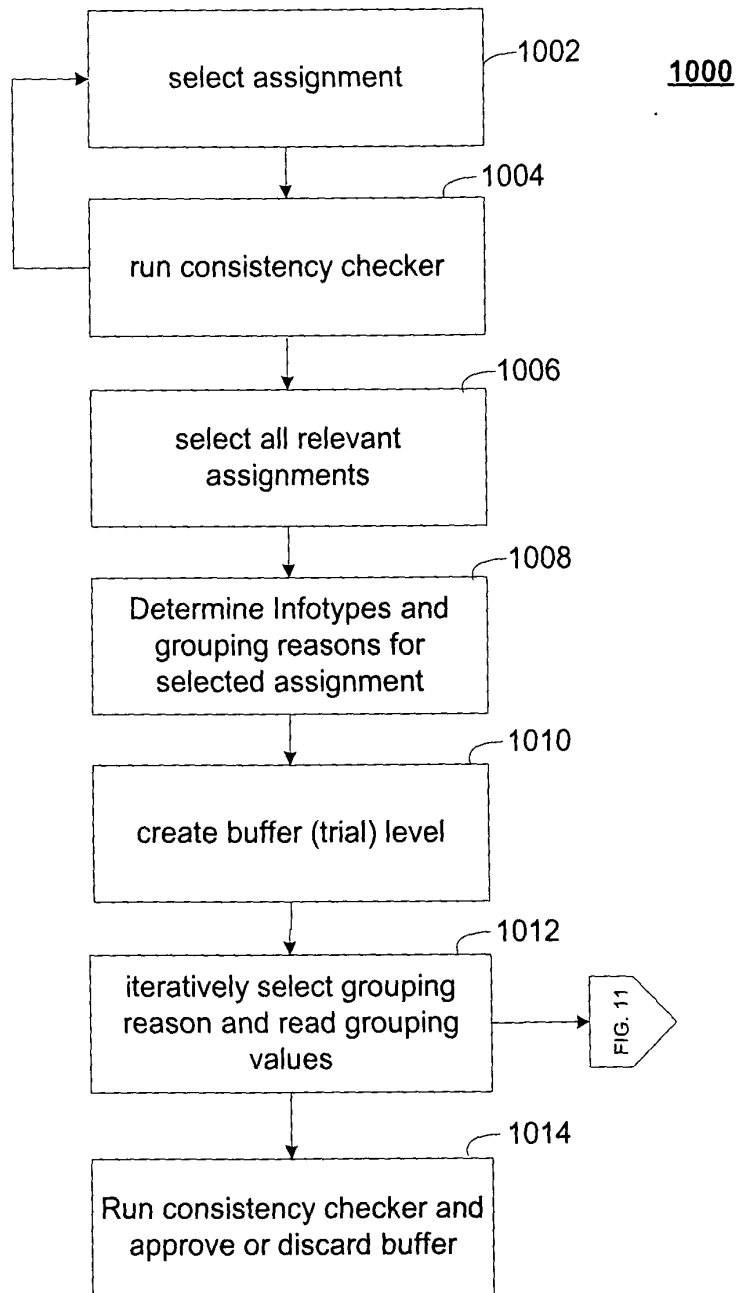 1002
1000
select assignment
1004
run consistency checker
1006
select all relevant
assignments
1008
Determine Infotypes and
grouping reasons for
selected assignment
1010
create buffer (trial) level
1012
iteratively select grouping
reason and read grouping
values
FIG. 11
1014
Run consistency checker and
approve or discard buffer